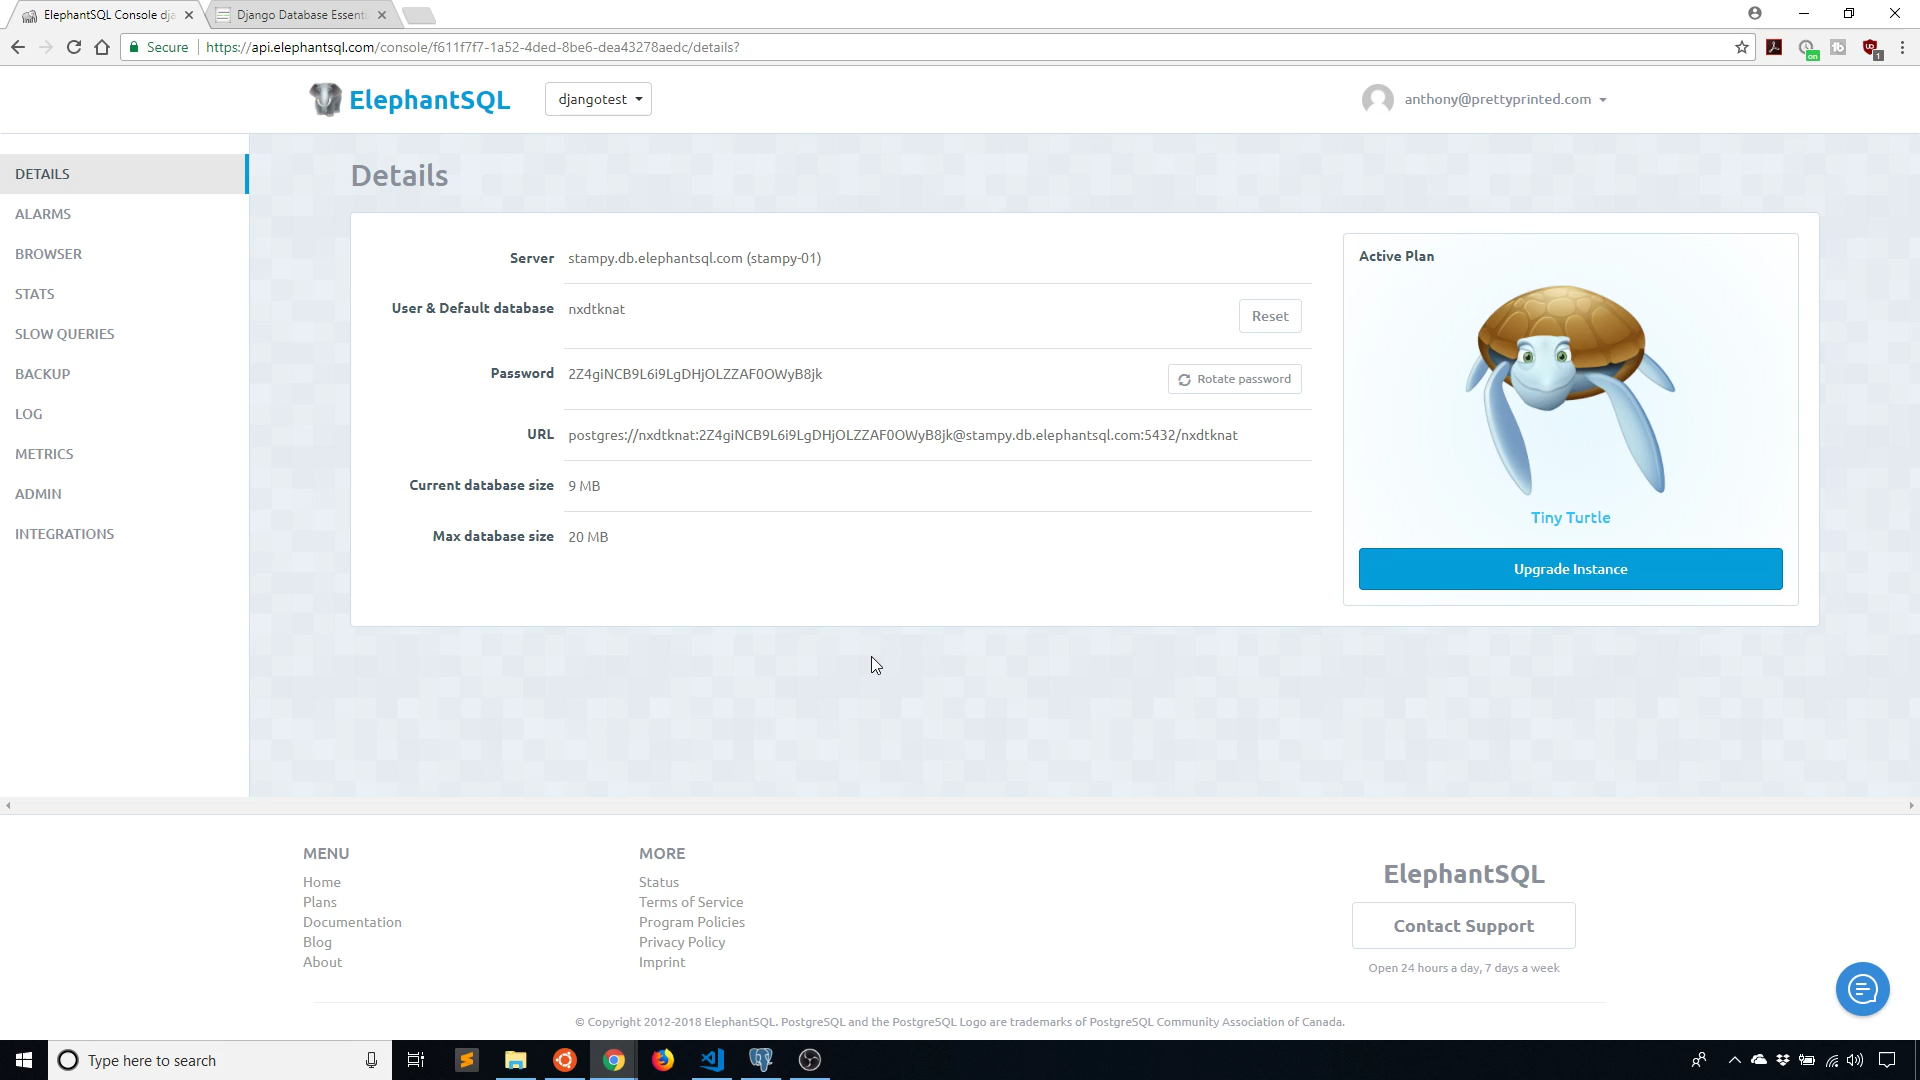 ElephantSQL Console dja
Django Database Essenti
Secure
https://api.elephantsql.com/console/f611f7f7-1a52-4ded-8be6-dea43278aedc/details?
ElephantSQL
djangotest
anthony@prettyprinted.com
DETAILS
ALARMS
BROWSER
STATS
SLOW QUERIES
BACKUP
LOG
METRICS
ADMIN
INTEGRATIONS
Details
Server stampy.db.elephantsql.com (stampy-01)
User & Default database nxdtknat
Reset
Password 2Z4giNCB9L6i9LgDHjOLZZAF0OWyB8jk
Rotate password
URL postgres://nxdtknat:2Z4giNCB9L6i9LgDHjOLZZAF0OWyB8jk@stampy.db.elephantsql.com:5432/nxdtknat
Current database size 9 MB
Max database size 20 MB
Active Plan
Tiny Turtle
Upgrade Instance
MENU
Home
Plans
Documentation
Blog
About
MORE
Status
Terms of Service
Program Policies
Privacy Policy
Imprint
ElephantSQL
Contact Support
Open 24 hours a day, 7 days a week
© Copyright 2012-2018 ElephantSQL. PostgreSQL and the PostgreSQL Logo are trademarks of PostgreSQL Community Association of Canada.
Type here to search